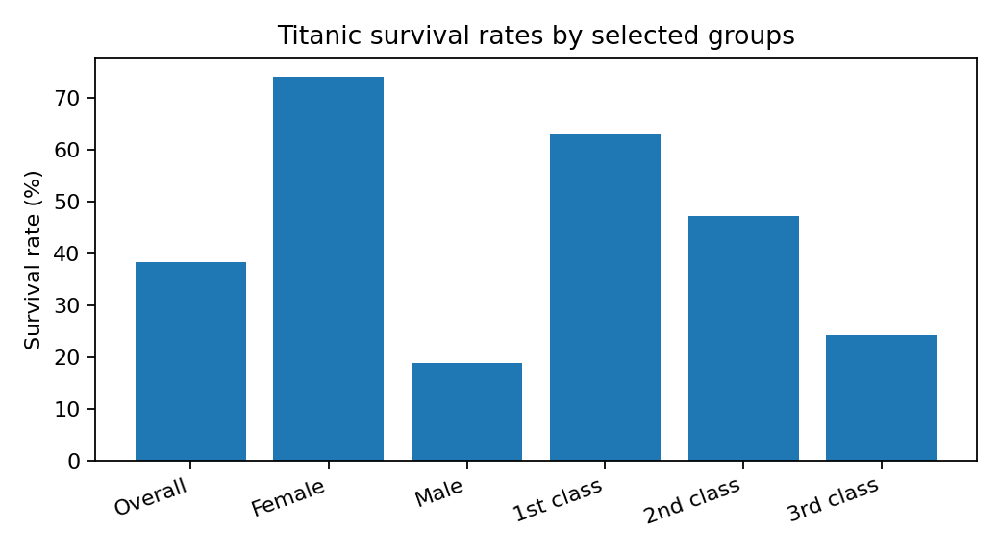 Titanic survival rates by selected groups
Survival rate (%)
70
60
50
40
30
20
10
0
Overall
Female
Male
1st class
2nd class
3rd class